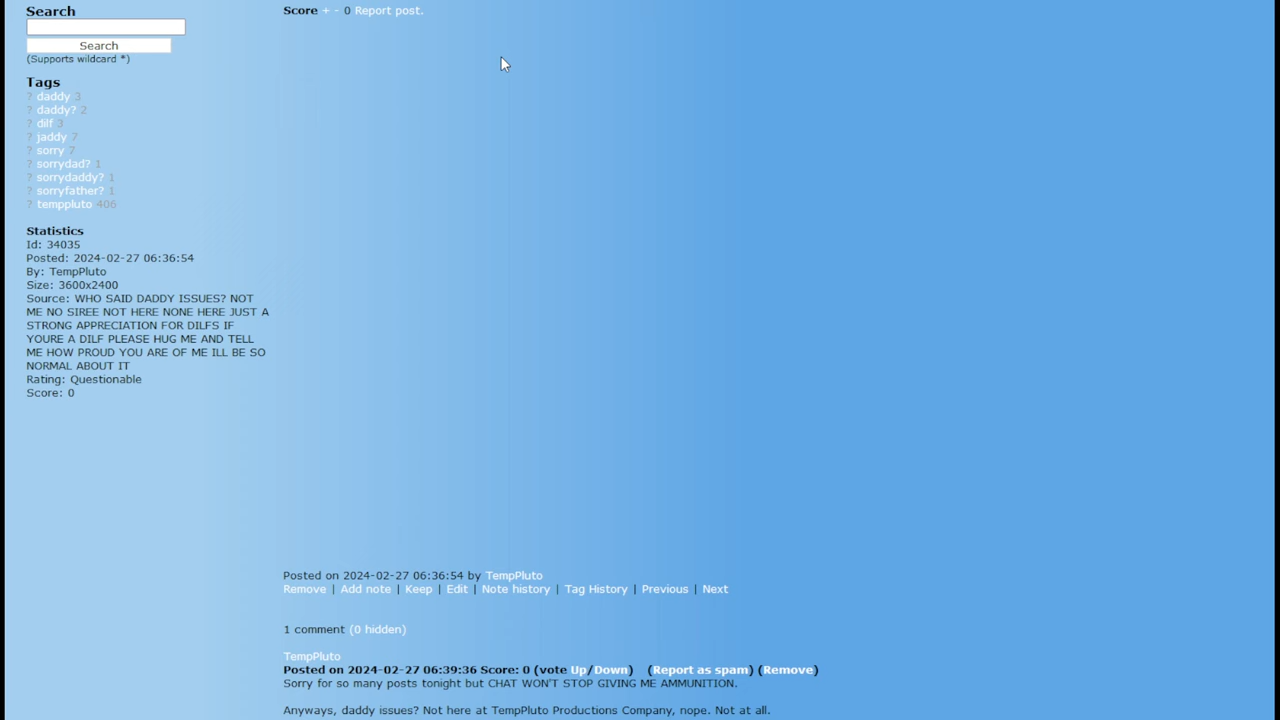 Search
Search
(Supports wildcard *)
Tags
? daddy 3
? daddy? 2
? dilf 3
? jaddy 7
? sorry 7
? sorrydad? 1
? sorrydaddy? 1
? sorryfather? 1
? temppluto 406
Statistics
Id: 34035
Posted: 2024-02-27 06:36:54
By: TempPluto
Size: 3600x2400
Source: WHO SAID DADDY ISSUES? NOT
ME NO SIREE NOT HERE NONE HERE JUST A
STRONG APPRECIATION FOR DILFS IF
YOURE A DILF PLEASE HUG ME AND TELL
ME HOW PROUD YOU ARE OF ME ILL BE SO
NORMAL ABOUT IT
Rating: Questionable
Score: 0
Score + - 0 Report post.
Posted on 2024-02-27 06:36:54 by TempPluto
Remove | Add note | Keep | Edit | Note history | Tag History | Previous | Next
1 comment (0 hidden)
TempPluto
Posted on 2024-02-27 06:39:36 Score: 0 (vote Up/Down) (Report as spam) (Remove)
Sorry for so many posts tonight but CHAT WON'T STOP GIVING ME AMMUNITION.
Anyways, daddy issues? Not here at TempPluto Productions Company, nope. Not at all.